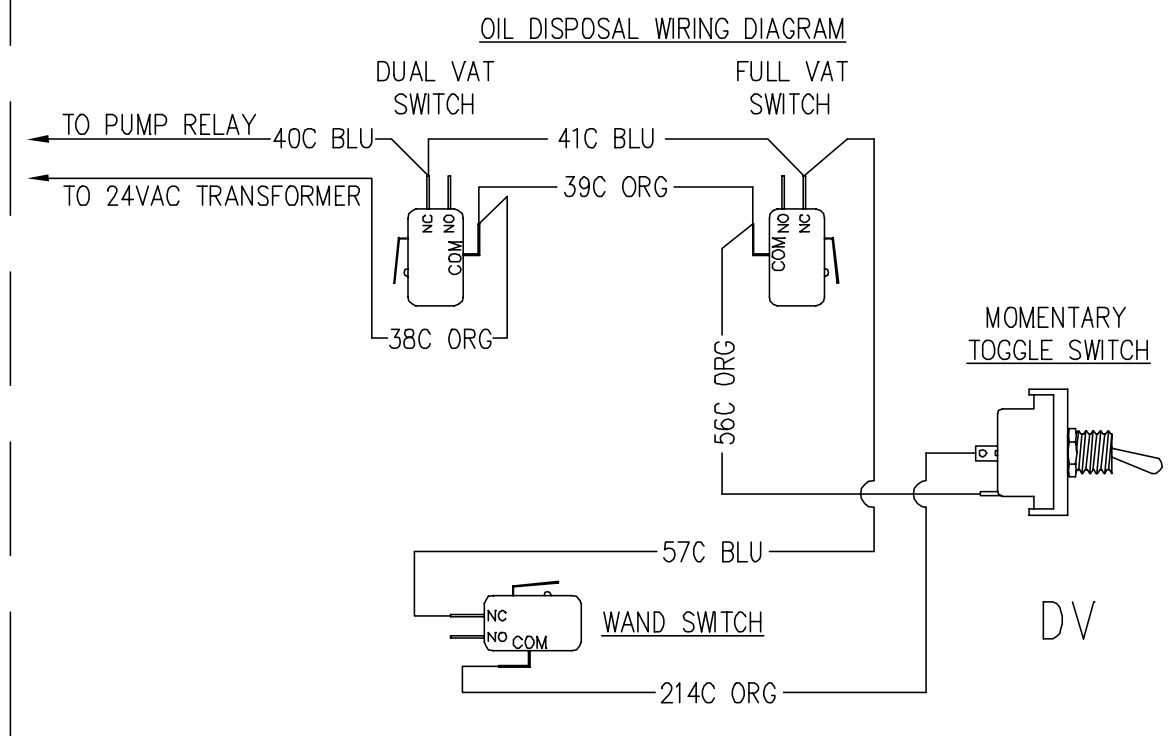 OIL DISPOSAL WIRING DIAGRAM
DUAL VAT
SWITCH
FULL VAT
SWITCH
TO PUMP RELAY
40C BLU
41C BLU
39C ORG
TO 24VAC TRANSFORMER
NC
NO
COM
NO
NC
COM
38C ORG
56C ORG
MOMENTARY
TOGGLE SWITCH
57C BLU
NC
NO
COM
WAND SWITCH
DV
214C ORG